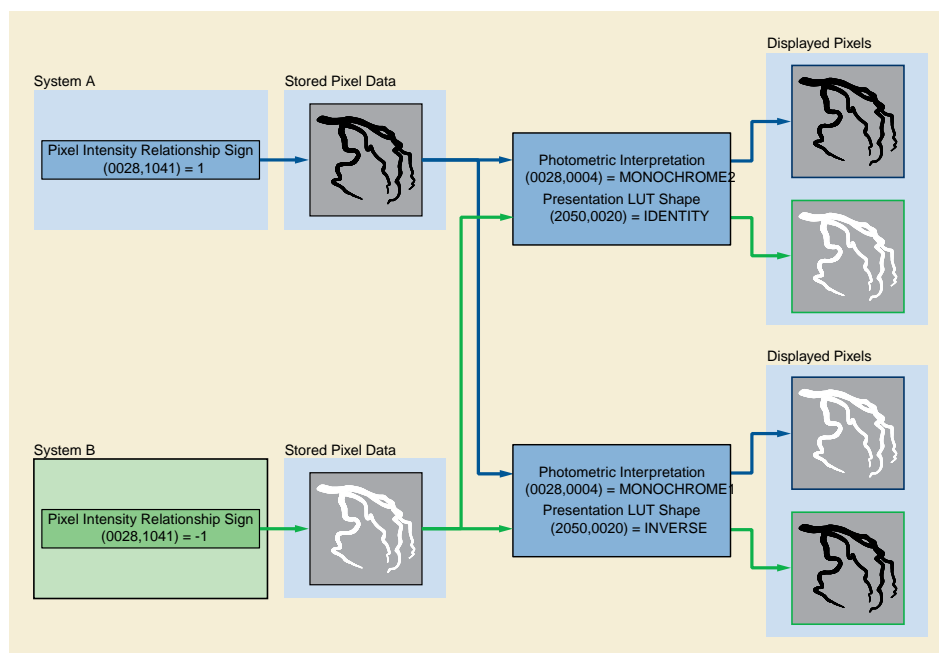 Displayed Pixels
System A
Stored Pixel Data
Pixel Intensity Relationship Sign
(0028,1041) = 1
Photometric Interpretation
(0028,0004) = MONOCHROME2
Presentation LUT Shape
(2050,0020) = IDENTITY
Displayed Pixels
System B
Stored Pixel Data
Pixel Intensity Relationship Sign
(0028,1041) = -1
Photometric Interpretation
(0028,0004) = MONOCHROME1
Presentation LUT Shape
(2050,0020) = INVERSE